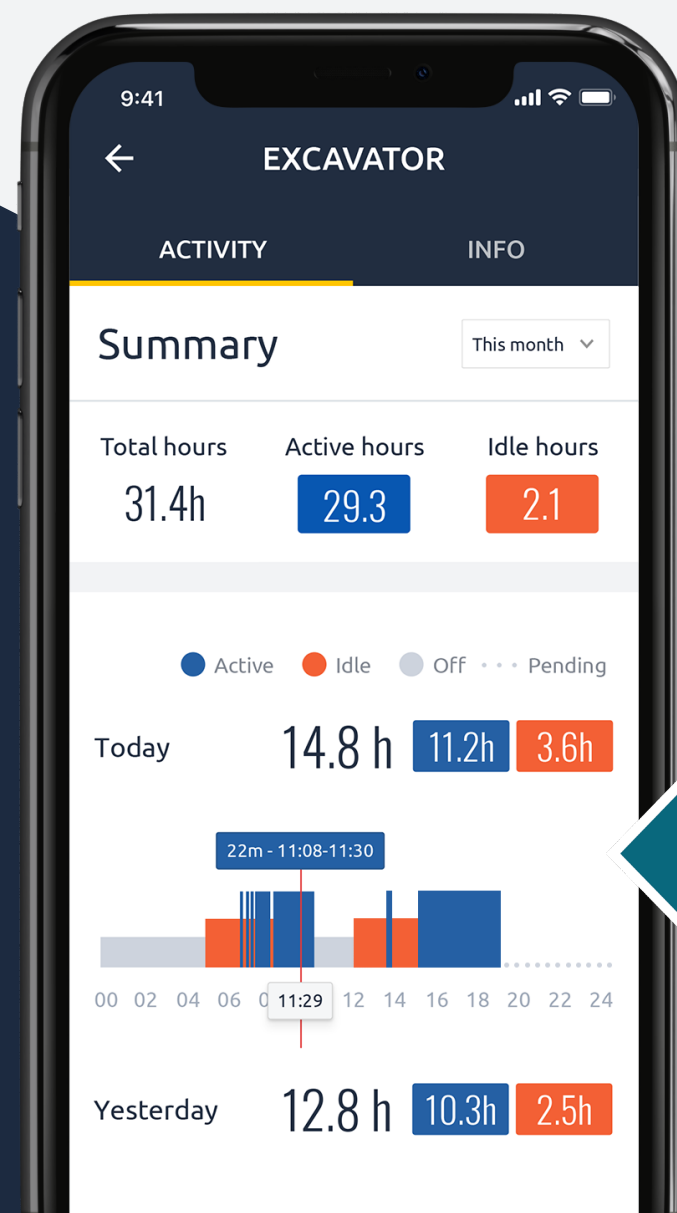 9:41
EXCAVATOR
ACTIVITY INFO
Summary This month
Total hours Active hours Idle hours
31.4h 29.3 2.1
Active Idle Off Pending
Today 14.8 h 11.2h 3.6h
22m - 11:08-11:30
00 02 04 06 11:29 12 14 16 18 20 22 24
Yesterday 12.8 h 10.3h 2.5h